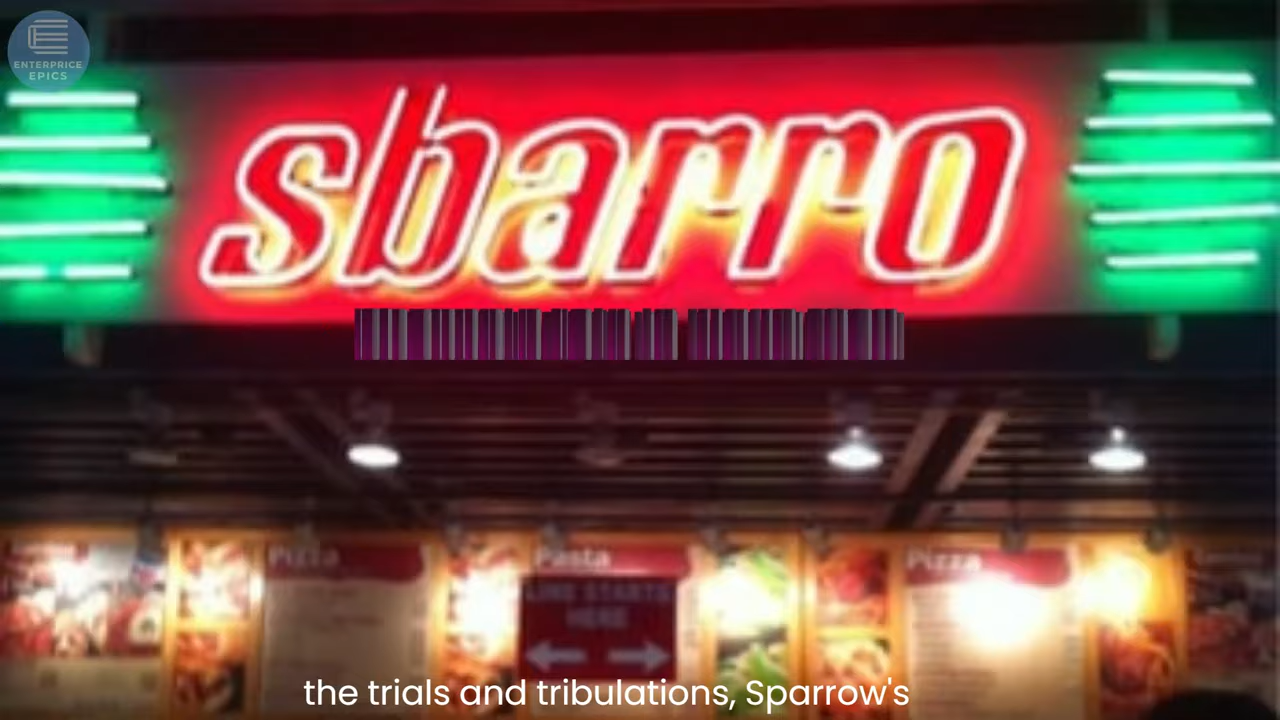 ENTERPRICE
EPICS
sbarro
Pizza
Pasta
Pizza
LINE STARTS
HERE
the trials and tribulations, Sparrow's